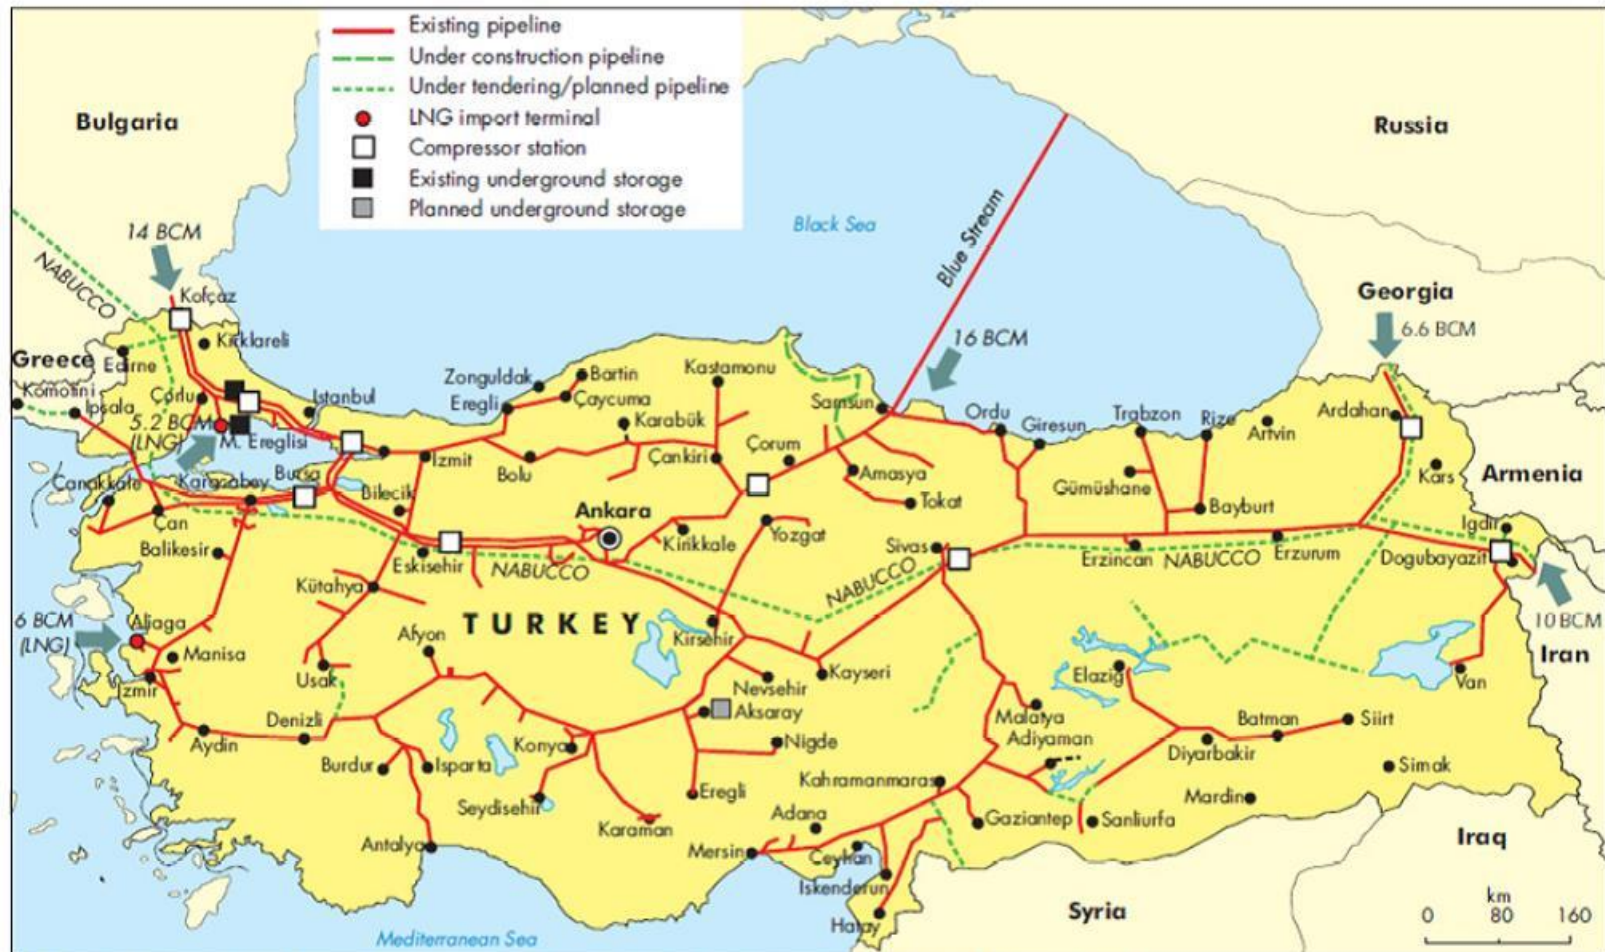 Existing pipeline
Under construction pipeline
Under tendering/planned pipeline
LNG import terminal
Compressor station
Existing underground storage
Planned underground storage
Bulgaria
Russia
Black Sea
Blue Stream
14 BCM
NABUCCO
Kofçaz
Kirklareli
Greece
Edirne
Komotini
Ipsala
Çorlu
Istanbul
5.2 BCM
(LNG)
M. Ereglisi
Zonguldak
Bartin
Eregli
Çaycuma
Kastamonu
Karabük
Samsun
16 BCM
Georgia
6.6 BCM
Ordu
Giresun
Trabzon
Rize
Artvin
Ardahan
Kars
Armenia
Çanakkale
Karacabey
Bursa
Bilecik
Izmit
Bolu
Çankiri
Çorum
Amasya
Tokat
Gümüshane
Bayburt
Igdir
Çan
Balikesir
Eskisehir
Ankara
Kirikkale
Yozgat
Sivas
Erzincan
NABUCCO
Erzurum
Dogubayazit
NABUCCO
NABUCCO
Kütahya
TURKEY
6 BCM
(LNG)
Aliaga
Manisa
Izmir
Afyon
Usak
Kirsehir
Kayseri
Nevsehir
Aksaray
Elazig
Van
10 BCM
Iran
Aydin
Denizli
Burdur
Isparta
Konya
Nigde
Malatya
Adiyaman
Batman
Siirt
Diyarbakir
Simak
Seydisehir
Karaman
Eregli
Kahramanmaras
Adana
Gaziantep
Sanliurfa
Mardin
Antalya
Mersin
Ceyhan
Iskenderun
Hatay
Iraq
Syria
Mediterranean Sea
km
0 80 160